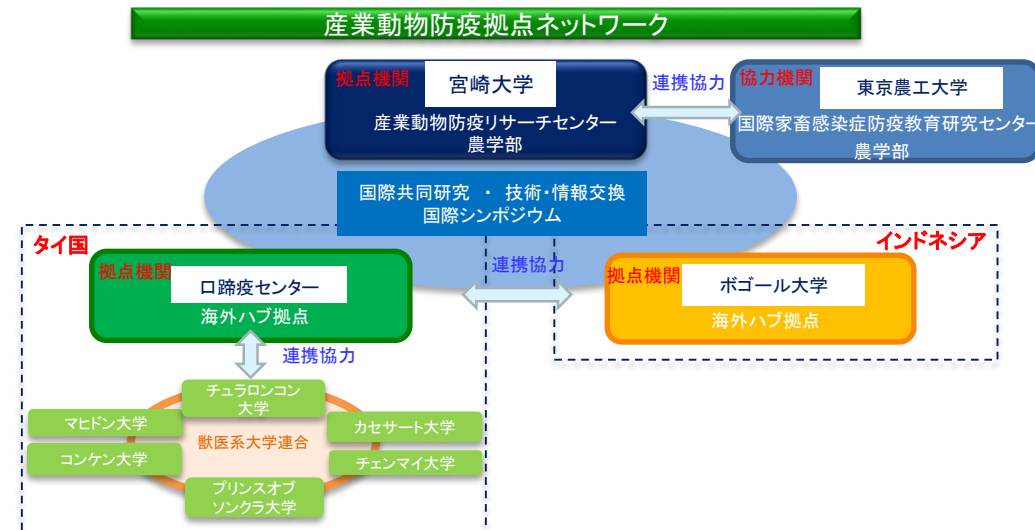 産業動物防疫拠点ネットワーク
拠点機関
宮崎大学
産業動物防疫リサーチセンター
農学部
連携協力
協力機関
東京農工大学
国際家畜感染症防疫教育研究センター
農学部
国際共同研究 ・ 技術・情報交換
国際シンポジウム
タイ国
拠点機関
口蹄疫センター
海外ハブ拠点
連携協力
インドネシア
拠点機関
ボゴール大学
海外ハブ拠点
連携協力
チュラロンコン
大学
マヒドン大学
カセサート大学
獣医系大学連合
コンケン大学
チェンマイ大学
プリンスオブ
ソンクラ大学